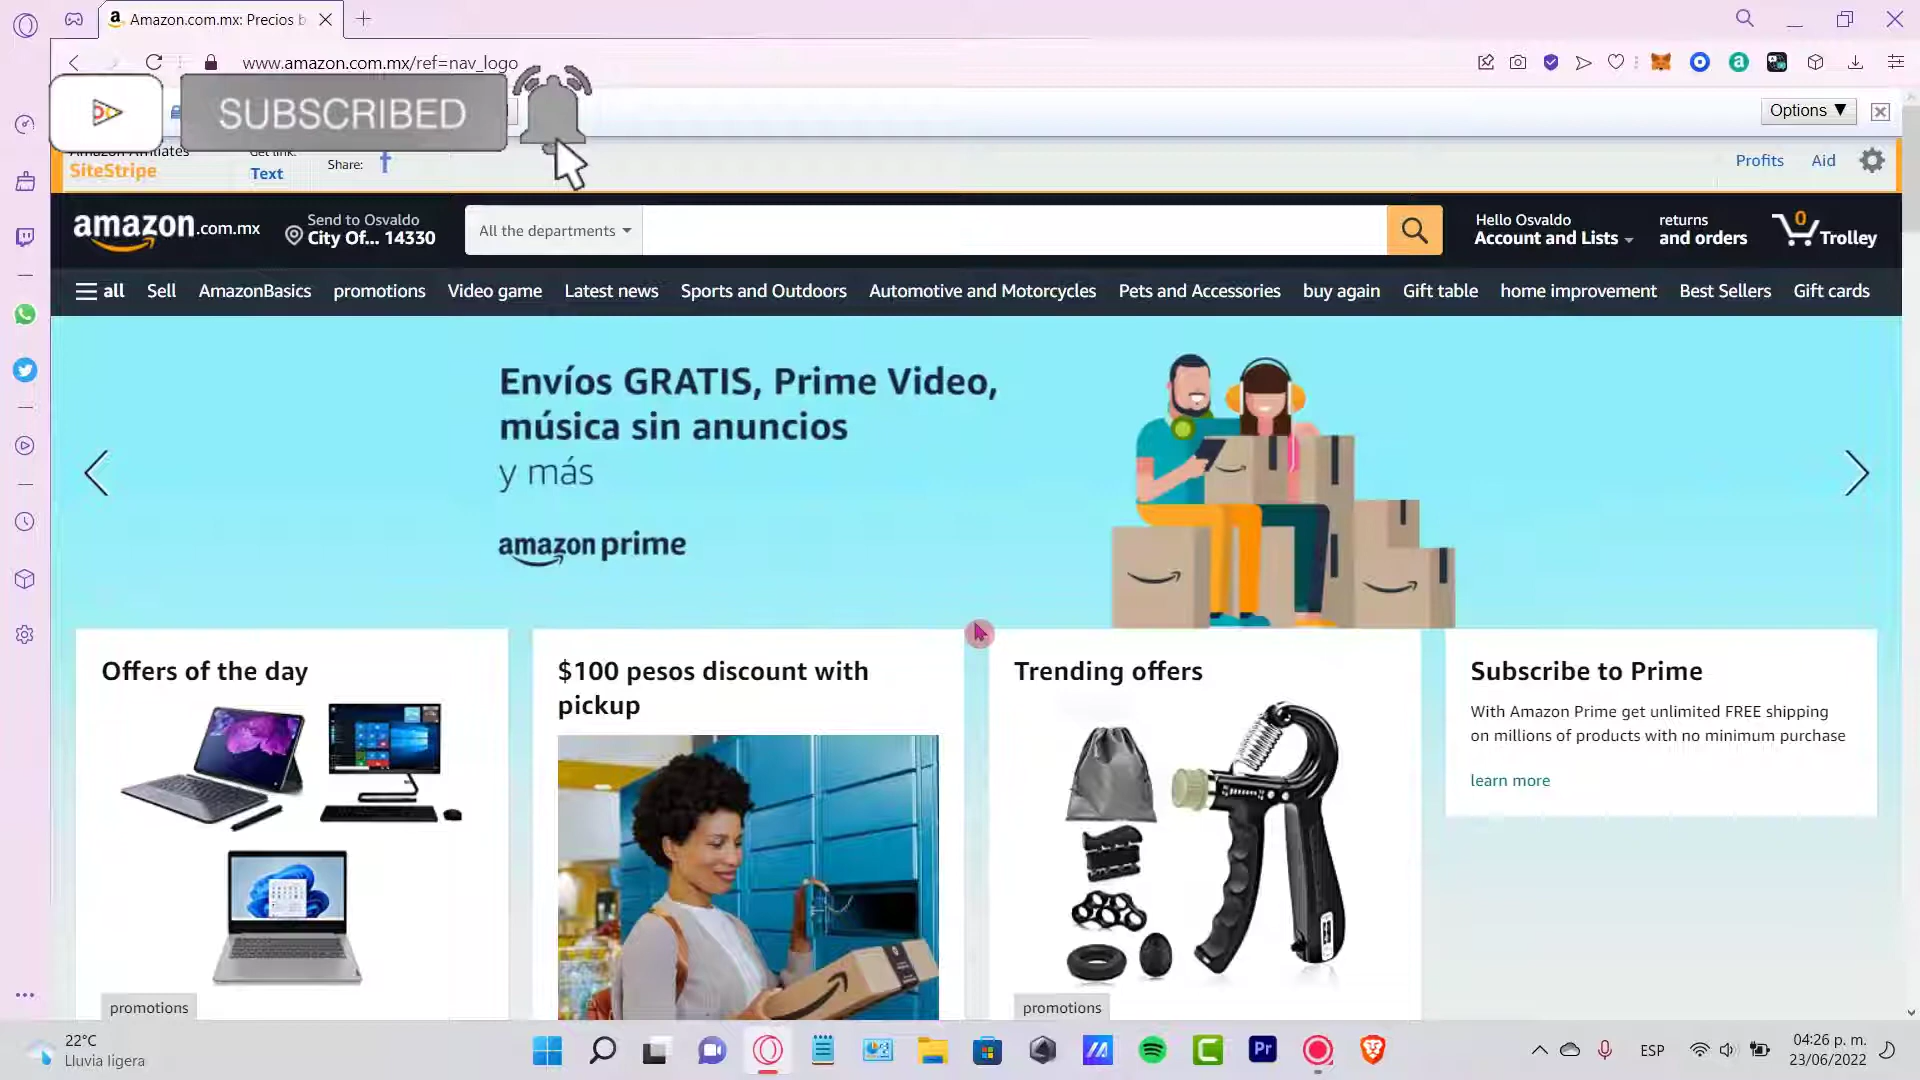 Amazon.com.mx: Precios b
www.amazon.com.mx/ref=nav_logo
SUBSCRIBED
Options ▼
SiteStripe
Text
Share:
Profits
Aid
amazon.com.mx
Send to Osvaldo
City Of... 14330
All the departments
Hello Osvaldo
Account and Lists
returns
and orders
0
Trolley
all
Sell
AmazonBasics
promotions
Video game
Latest news
Sports and Outdoors
Automotive and Motorcycles
Pets and Accessories
buy again
Gift table
home improvement
Best Sellers
Gift cards
Envíos GRATIS, Prime Video,
música sin anuncios
y más
amazon prime
Offers of the day
$100 pesos discount with
pickup
Trending offers
Subscribe to Prime
With Amazon Prime get unlimited FREE shipping
on millions of products with no minimum purchase
learn more
promotions
promotions
22°C
Lluvia ligera
Pr
ESP
04:26 p. m.
23/06/2022